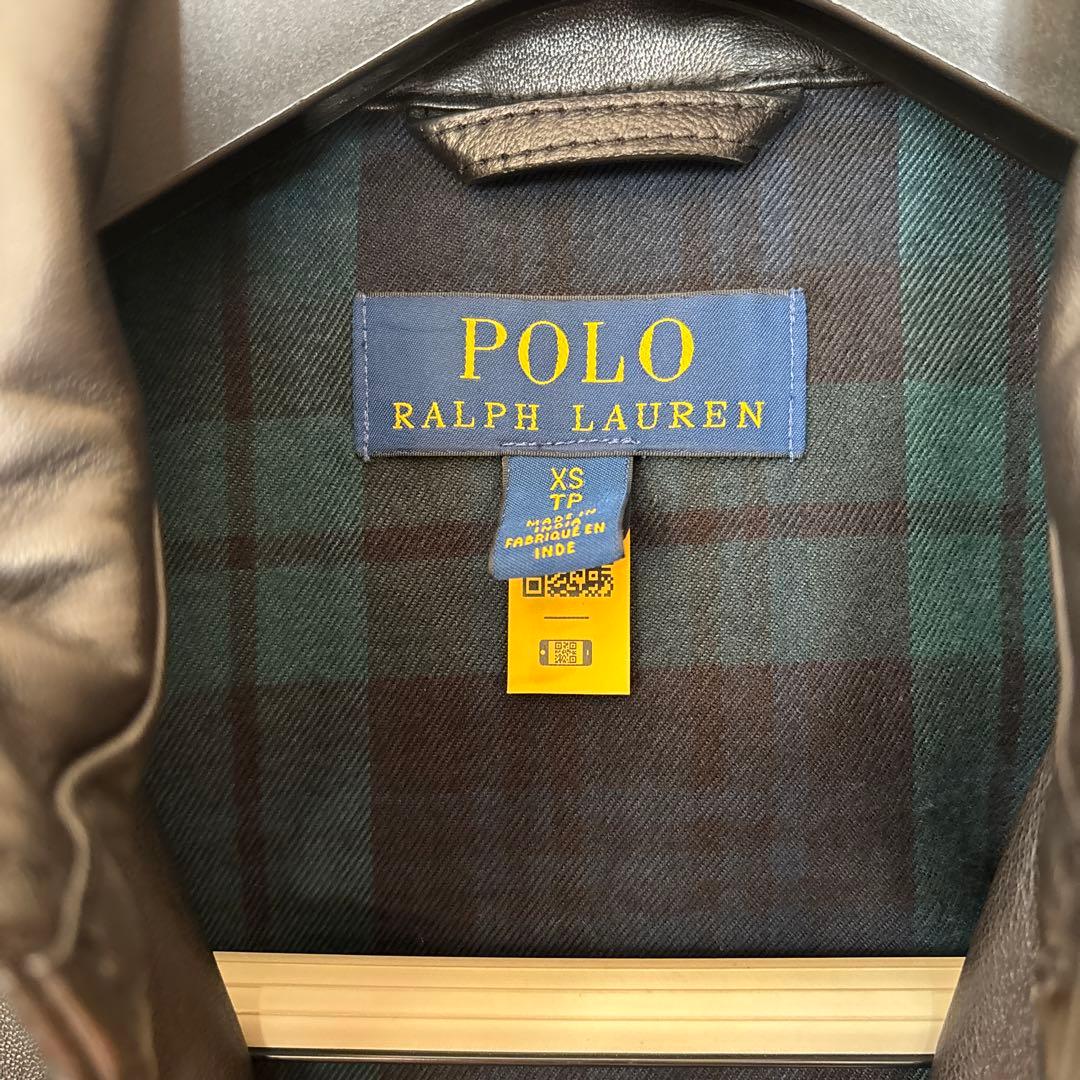 POLO
RALPH LAUREN
XS
TP
MADE IN
INDIA
FABRIQUÉ EN
INDE